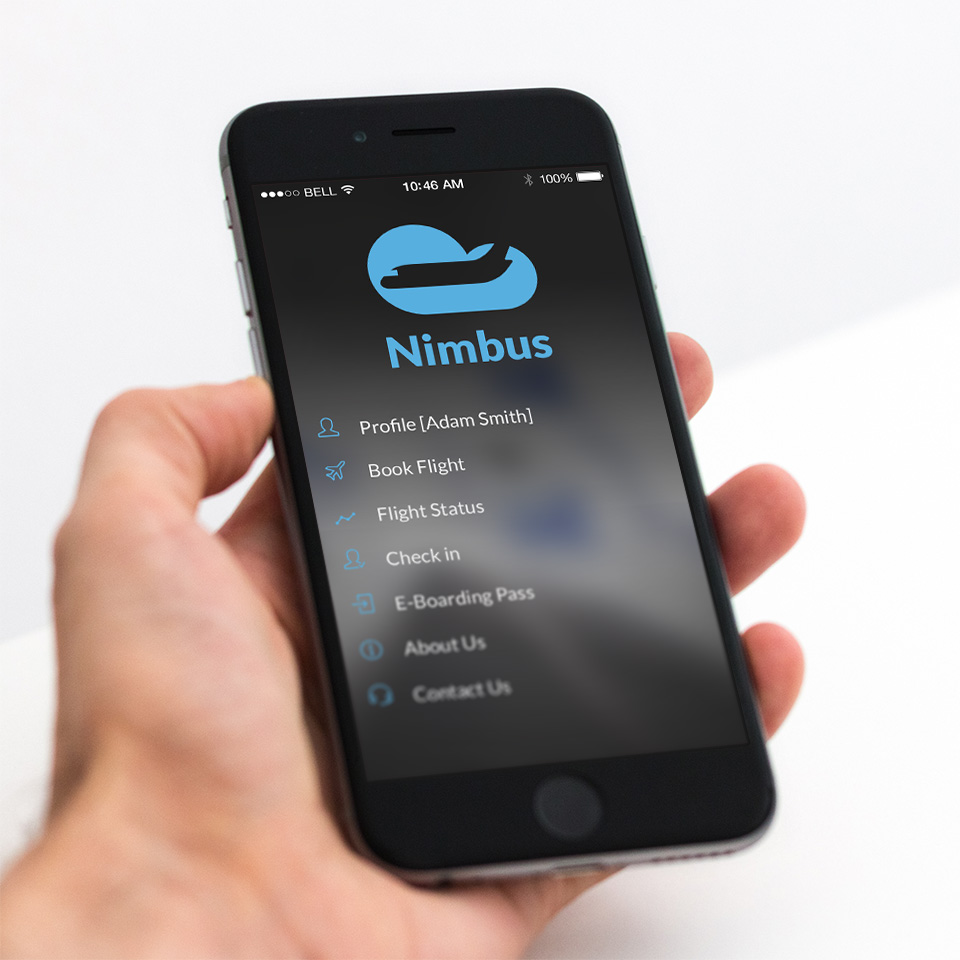 BELL
10:46 AM
100%
Nimbus
Profile [Adam Smith]
Book Flight
Flight Status
Check in
E-Boarding Pass
About Us
Contact Us